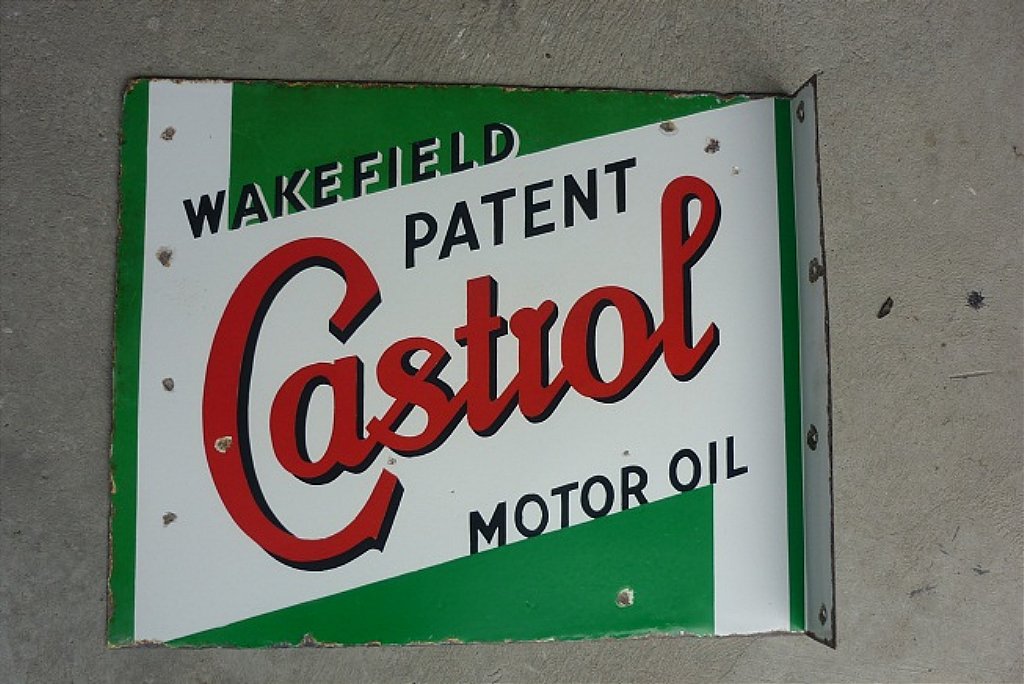 WAKEFIELD
PATENT
Castrol
MOTOR OIL